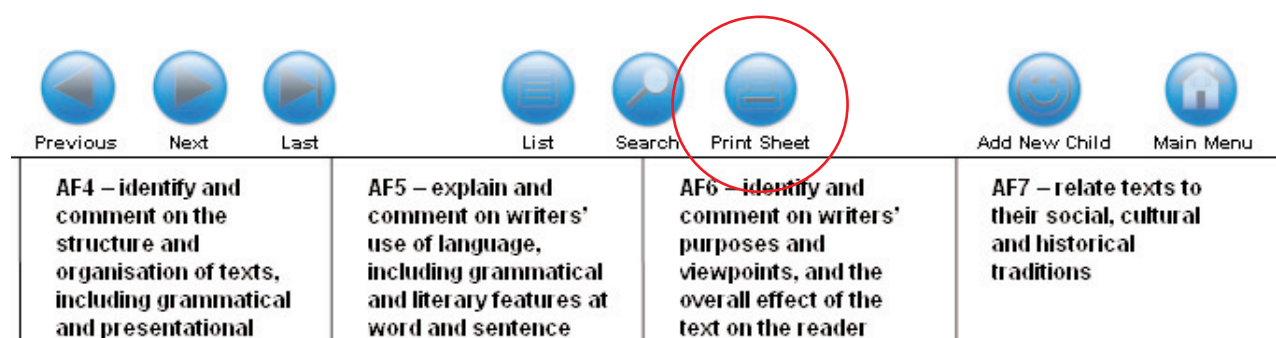 Previous Next Last List Search Print Sheet Add New Child Main Menu
AF4 – identify and
comment on the
structure and
organisation of texts,
including grammatical
and presentational
AF5 – explain and
comment on writers’
use of language,
including grammatical
and literary features at
word and sentence
AF6 – identify and
comment on writers’
purposes and
viewpoints, and the
overall effect of the
text on the reader
AF7 – relate texts to
their social, cultural
and historical
traditions